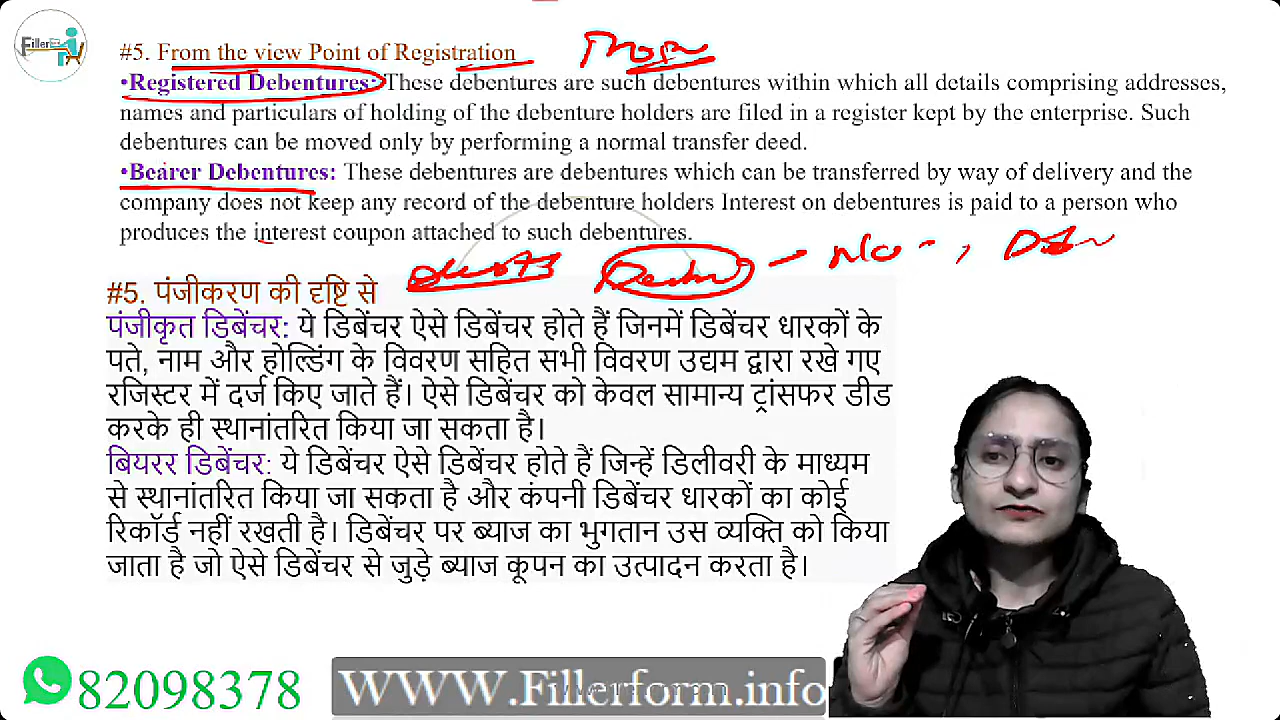 Filler
#5. From the view Point of Registration
•Registered Debentures: These debentures are such debentures within which all details comprising addresses,
names and particulars of holding of the debenture holders are filed in a register kept by the enterprise. Such
debentures can be moved only by performing a normal transfer deed.
•Bearer Debentures: These debentures are debentures which can be transferred by way of delivery and the
company does not keep any record of the debenture holders Interest on debentures is paid to a person who
produces the interest coupon attached to such debentures.
#5. पंजीकरण की दृष्टि से
पंजीकृत डिबेंचर: ये डिबेंचर ऐसे डिबेंचर होते हैं जिनमें डिबेंचर धारकों के
पते, नाम और होल्डिंग के विवरण सहित सभी विवरण उद्यम द्वारा रखे गए
रजिस्टर में दर्ज किए जाते हैं। ऐसे डिबेंचर को केवल सामान्य ट्रांसफर डीड
करके ही स्थानांतरित किया जा सकता है।
बियरर डिबेंचर: ये डिबेंचर ऐसे डिबेंचर होते हैं जिन्हें डिलीवरी के माध्यम
से स्थानांतरित किया जा सकता है और कंपनी डिबेंचर धारकों का कोई
रिकॉर्ड नहीं रखती है। डिबेंचर पर ब्याज का भुगतान उस व्यक्ति को किया
जाता है जो ऐसे डिबेंचर से जुड़े ब्याज कूपन का उत्पादन करता है।
82098378
WWW.Fillerform.info